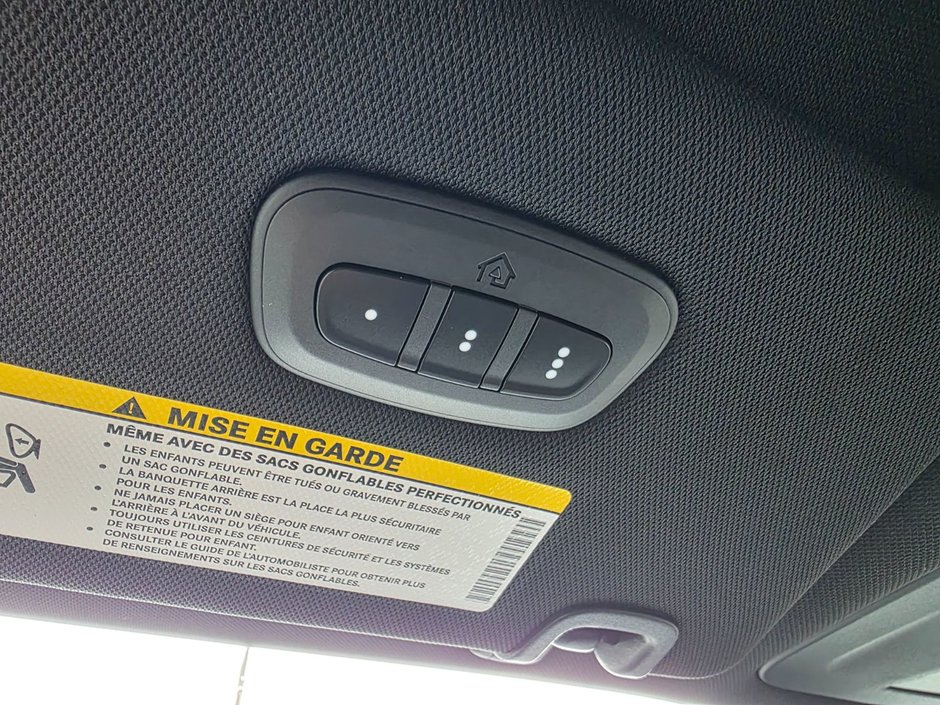 MISE EN GARDE
MÊME AVEC DES SACS GONFLABLES PERFECTIONNÉS
• LES ENFANTS PEUVENT ÊTRE TUÉS OU GRAVEMENT BLESSÉS PAR
UN SAC GONFLABLE.
• LA BANQUETTE ARRIÈRE EST LA PLACE LA PLUS SÉCURITAIRE
POUR LES ENFANTS.
• NE JAMAIS PLACER UN SIÈGE POUR ENFANT ORIENTÉ VERS
L'ARRIÈRE À L'AVANT DU VÉHICULE.
• TOUJOURS UTILISER LES CEINTURES DE SÉCURITÉ ET LES SYSTÈMES
DE RETENUE POUR ENFANT.
• CONSULTER LE GUIDE DE L'AUTOMOBILISTE POUR OBTENIR PLUS
DE RENSEIGNEMENTS SUR LES SACS GONFLABLES.